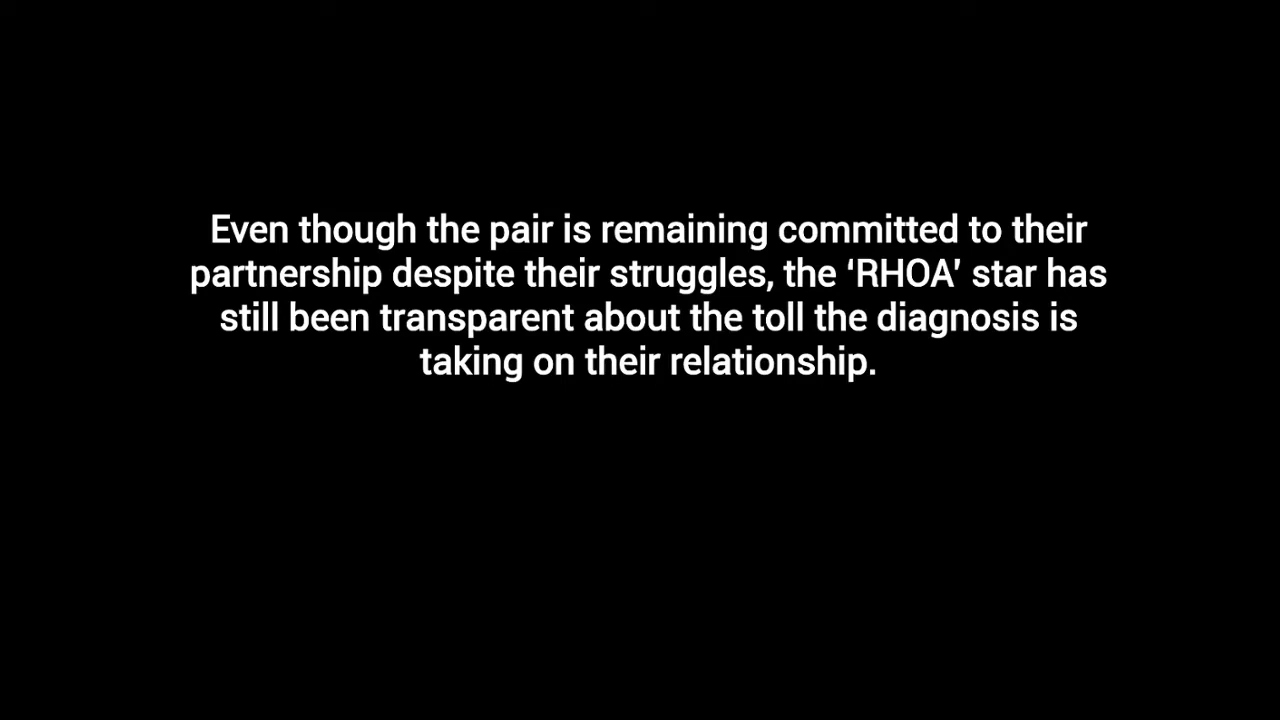 Even though the pair is remaining committed to their
partnership despite their struggles, the ‘RHOA’ star has
still been transparent about the toll the diagnosis is
taking on their relationship.